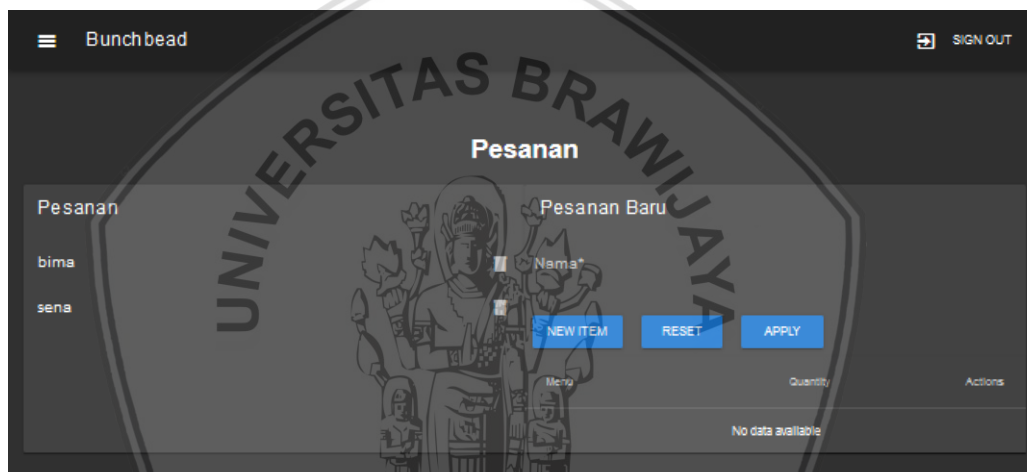 Bunchbead
SIGN OUT
UNIVERSITAS BRAWIJAYA
Pesanan
Pesanan
bima
sena
Pesanan Baru
Nama*
NEW ITEM RESET APPLY
Menu Quantity Actions
No data available